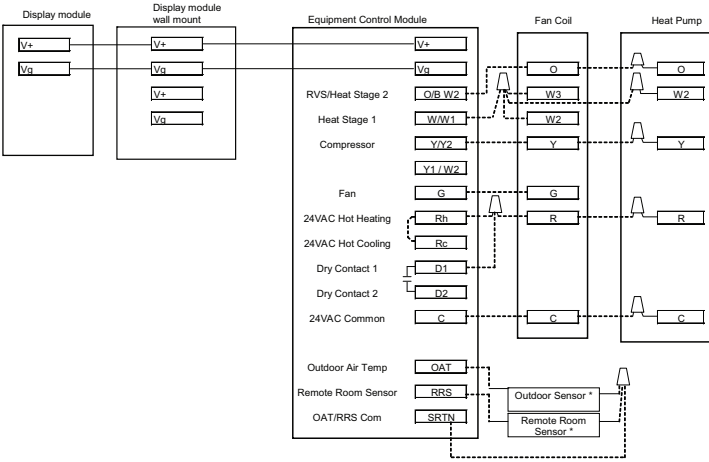 Display module
Display module
wall mount
Equipment Control Module
Fan Coil
Heat Pump
V+
V+
V+
Vg
Vg
Vg
O
O
V+
RVS/Heat Stage 2
O/B W2
W3
W2
Vg
Heat Stage 1
W/W1
W2
Compressor
Y/Y2
Y
Y
Y1 / W2
Fan
G
G
24VAC Hot Heating
Rh
R
R
24VAC Hot Cooling
Rc
Dry Contact 1
D1
Dry Contact 2
D2
24VAC Common
C
C
C
Outdoor Air Temp
OAT
Remote Room Sensor
RRS
Outdoor Sensor *
OAT/RRS Com
SRTN
Remote Room
Sensor *